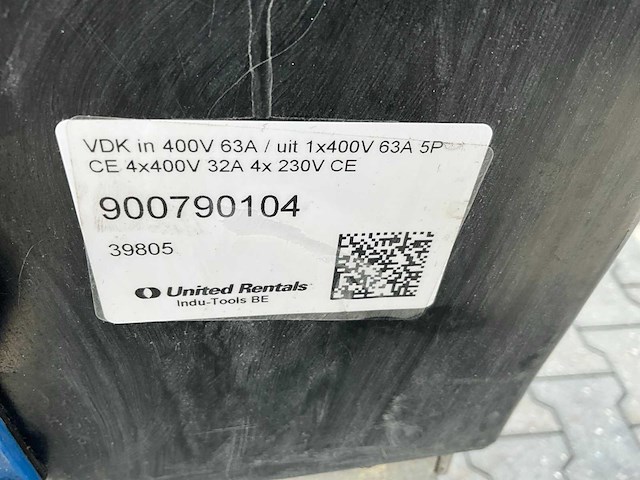 VDK in 400V 63A / uit 1x400V 63A 5P
CE 4x400V 32A 4x 230V CE
900790104
39805
United Rentals
Indu-Tools BE